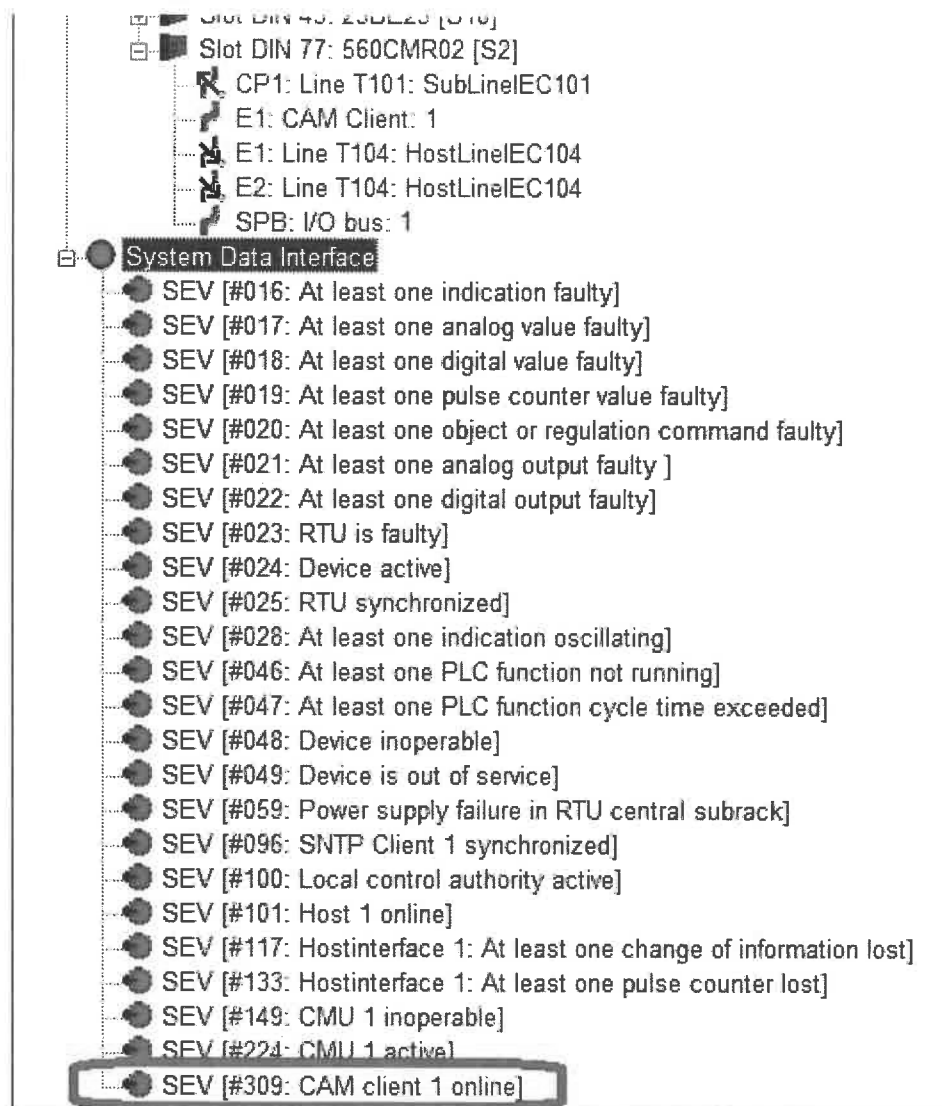 Slot DIN 77: 560CMR02 [S2]
CP1: Line T101: SubLineIEC101
E1: CAM Client: 1
E1: Line T104: HostLineIEC104
E2: Line T104: HostLineIEC104
SPB: I/O bus: 1
System Data Interface
SEV [#016: At least one indication faulty]
SEV [#017: At least one analog value faulty]
SEV [#018: At least one digital value faulty]
SEV [#019: At least one pulse counter value faulty]
SEV [#020: At least one object or regulation command faulty]
SEV [#021: At least one analog output faulty ]
SEV [#022: At least one digital output faulty]
SEV [#023: RTU is faulty]
SEV [#024: Device active]
SEV [#025: RTU synchronized]
SEV [#028: At least one indication oscillating]
SEV [#046: At least one PLC function not running]
SEV [#047: At least one PLC function cycle time exceeded]
SEV [#048: Device inoperable]
SEV [#049: Device is out of service]
SEV [#059: Power supply failure in RTU central subrack]
SEV [#096: SNTP Client 1 synchronized]
SEV [#100: Local control authority active]
SEV [#101: Host 1 online]
SEV [#117: Hostinterface 1: At least one change of information lost]
SEV [#133: Hostinterface 1: At least one pulse counter lost]
SEV [#149: CMU 1 inoperable]
SEV [#224: CMU 1 active]
SEV [#309: CAM client 1 online]